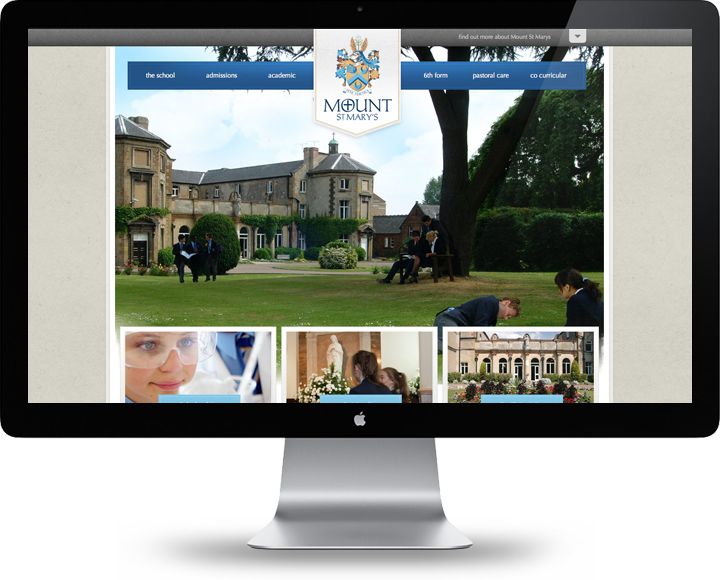 find out more about Mount St Marys
the school
admissions
academic
6th form
pastoral care
co curricular
MOUNT
ST MARY'S